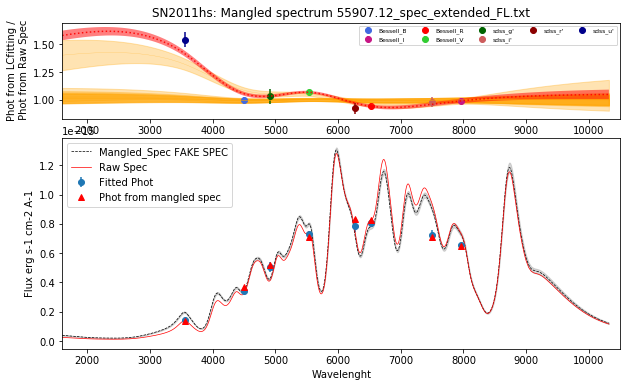 SN2011hs: Mangled spectrum 55907.12_spec_extended_FL.txt
Phot from LCfitting /
Phot from Raw Spec
1.50
1.25
1.00
Bessell_B
Bessell_I
Bessell_R
Bessell_V
sdss_g'
sdss_i'
sdss_r'
sdss_u'
2000 3000 4000 5000 6000 7000 8000 9000 10000
1e-15
Mangled_Spec FAKE SPEC
Raw Spec
Fitted Phot
Phot from mangled spec
Flux erg s-1 cm-2 A-1
1.2
1.0
0.8
0.6
0.4
0.2
0.0
2000 3000 4000 5000 6000 7000 8000 9000 10000
Wavelenght